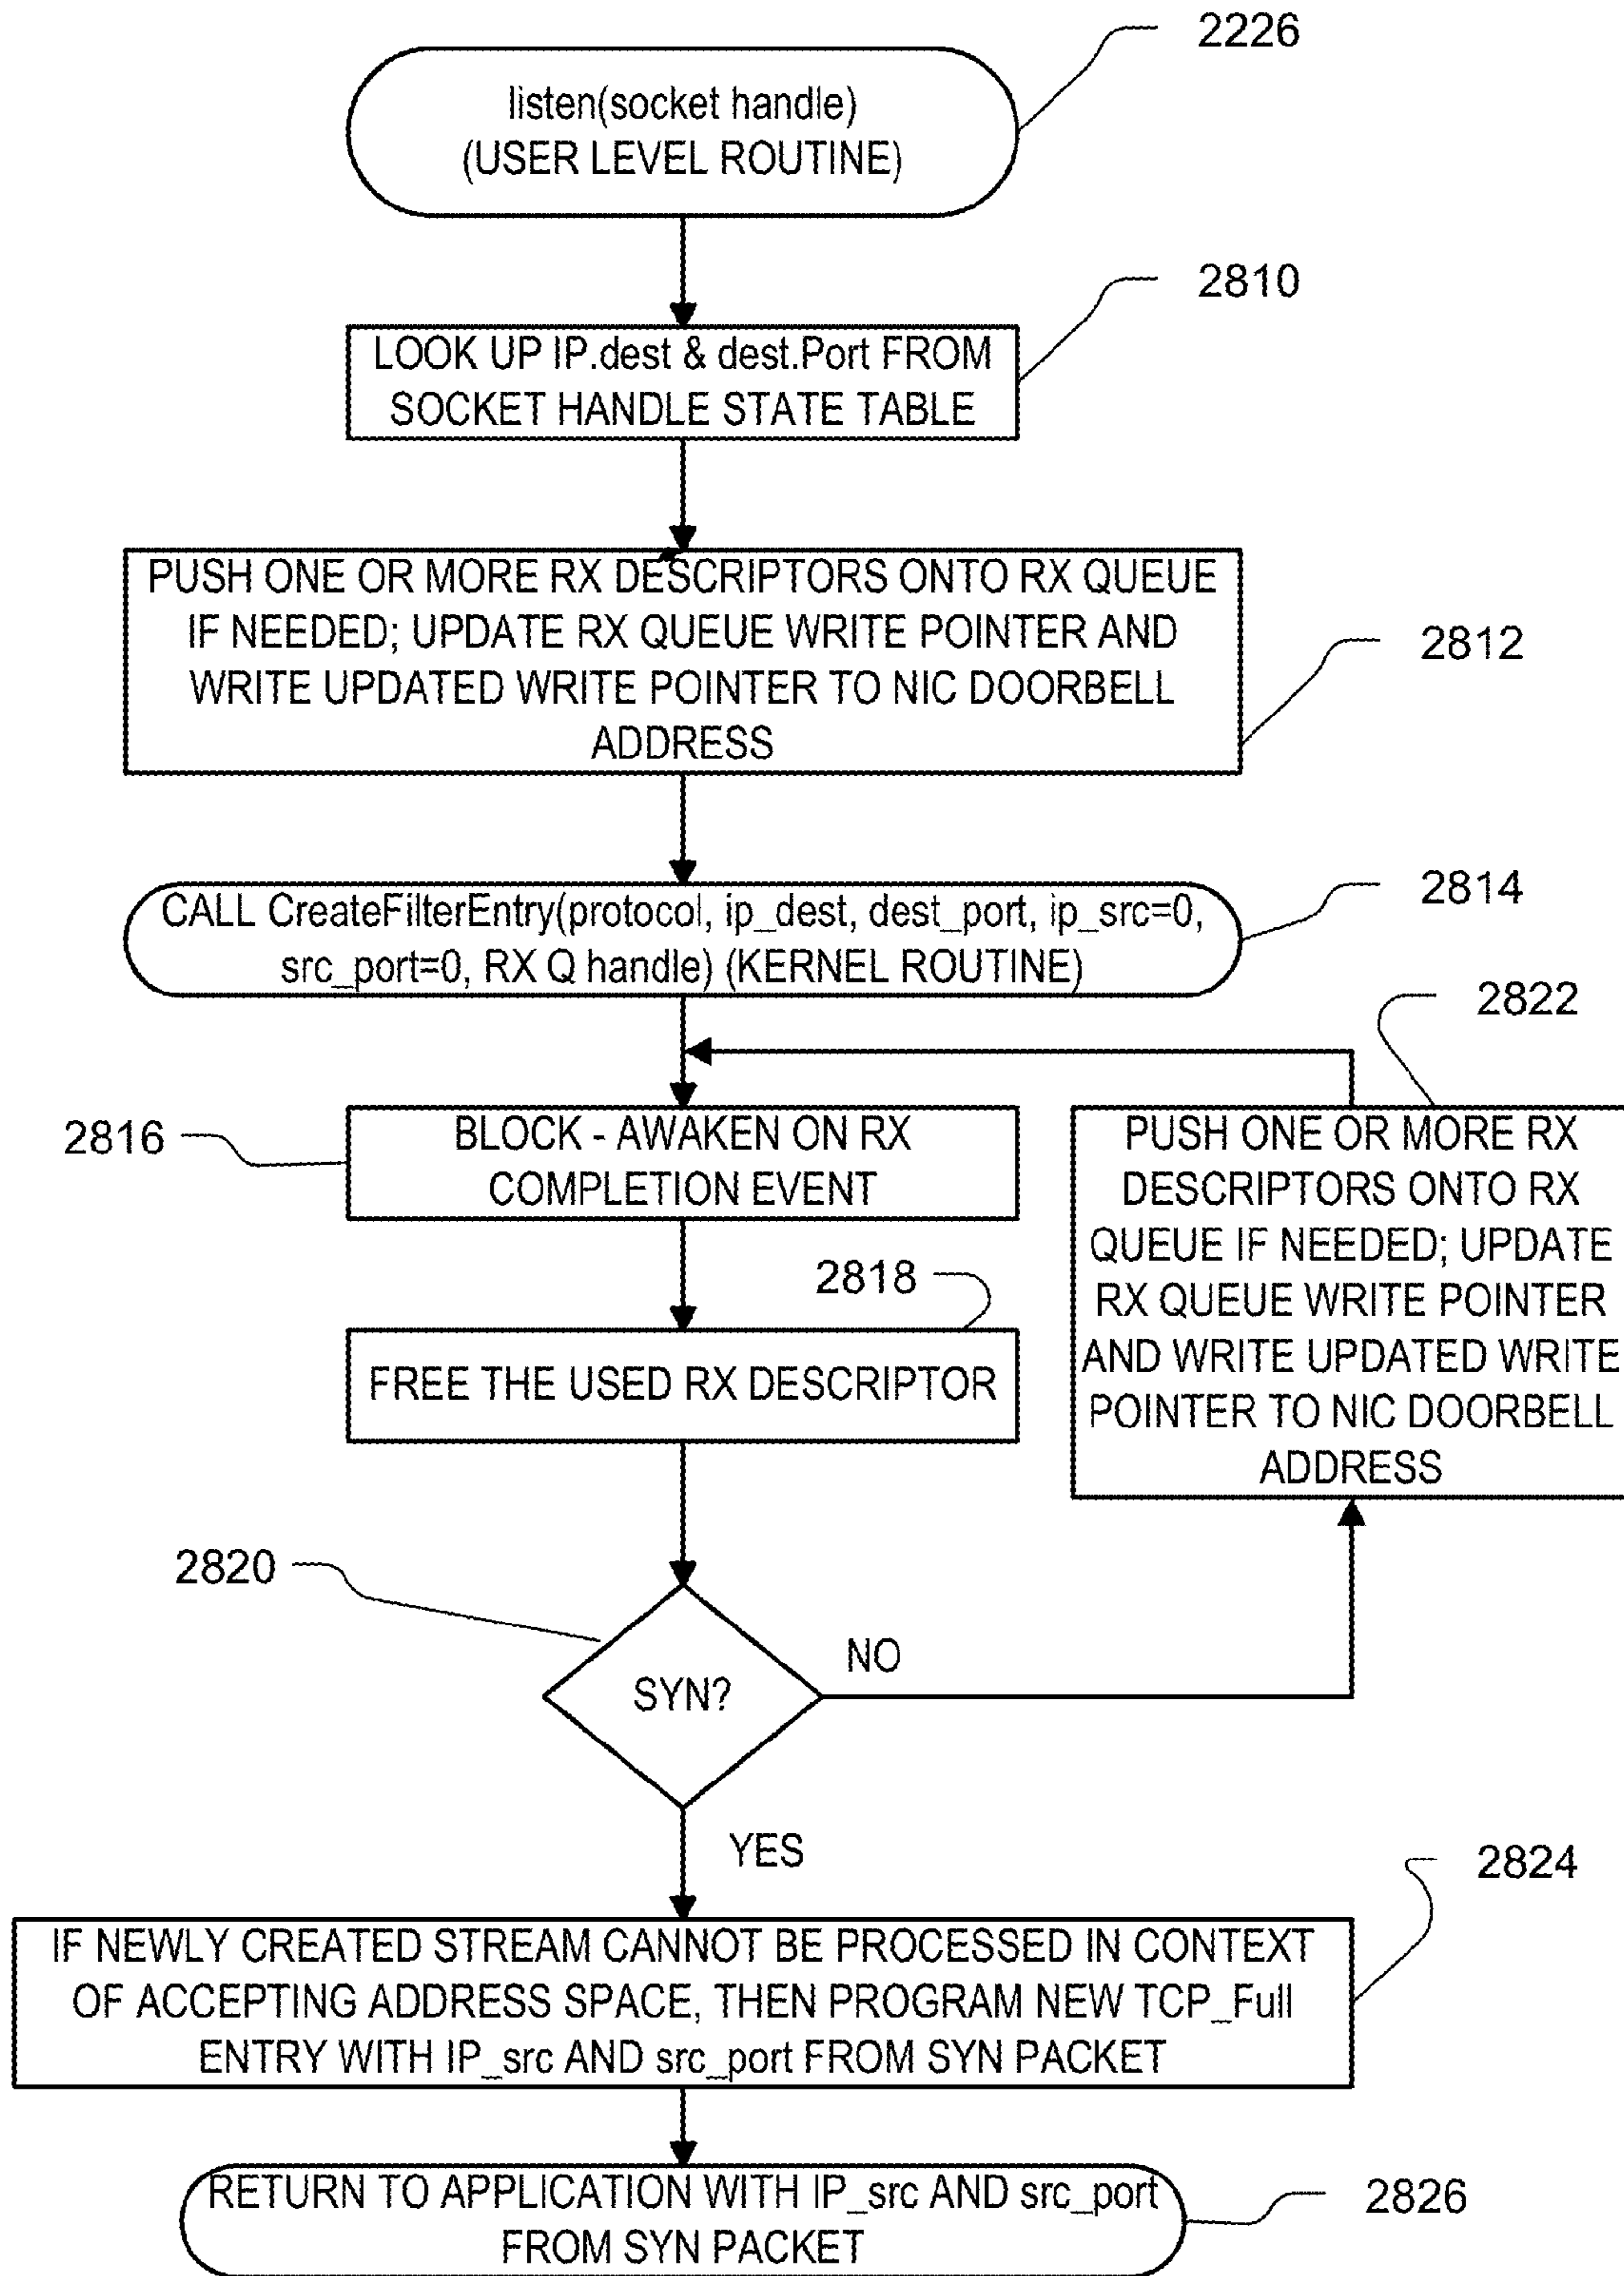 2226
listen(socket handle)
(USER LEVEL ROUTINE)
2810
LOOK UP IP.dest & dest.Port FROM
SOCKET HANDLE STATE TABLE
PUSH ONE OR MORE RX DESCRIPTORS ONTO RX QUEUE
IF NEEDED; UPDATE RX QUEUE WRITE POINTER AND
WRITE UPDATED WRITE POINTER TO NIC DOORBELL
ADDRESS
2812
2814
CALL CreateFilterEntry(protocol, ip_dest, dest_port, ip_src=0,
src_port=0, RX Q handle) (KERNEL ROUTINE)
2816
BLOCK - AWAKEN ON RX
COMPLETION EVENT
2822
PUSH ONE OR MORE RX
DESCRIPTORS ONTO RX
QUEUE IF NEEDED; UPDATE
RX QUEUE WRITE POINTER
AND WRITE UPDATED WRITE
POINTER TO NIC DOORBELL
ADDRESS
2818
FREE THE USED RX DESCRIPTOR
2820
SYN?
NO
YES
2824
IF NEWLY CREATED STREAM CANNOT BE PROCESSED IN CONTEXT
OF ACCEPTING ADDRESS SPACE, THEN PROGRAM NEW TCP_Full
ENTRY WITH IP_src AND src_port FROM SYN PACKET
RETURN TO APPLICATION WITH IP_src AND src_port
FROM SYN PACKET
2826